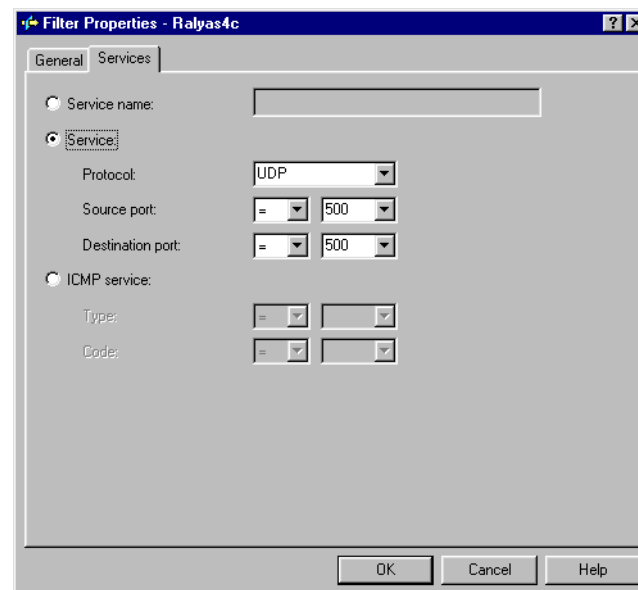 Filter Properties - Ralyas4c
General Services
Service name:
Service:
Protocol: UDP
Source port: = 500
Destination port: = 500
ICMP service:
Type: =
Code: =
OK Cancel Help